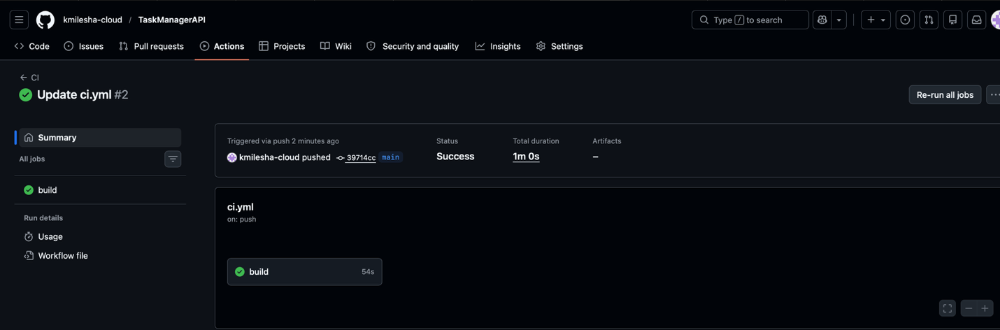 kmilesha-cloud / TaskManagerAPI
Type / to search
Code Issues Pull requests Actions Projects Wiki Security and quality Insights Settings
← CI
Update ci.yml #2
Re-run all jobs
Summary
All jobs
build
Run details
Usage
Workflow file
Triggered via push 2 minutes ago
kmilesha-cloud pushed 39714cc main
Status
Success
Total duration
1m 0s
Artifacts
–
ci.yml
on: push
build 54s